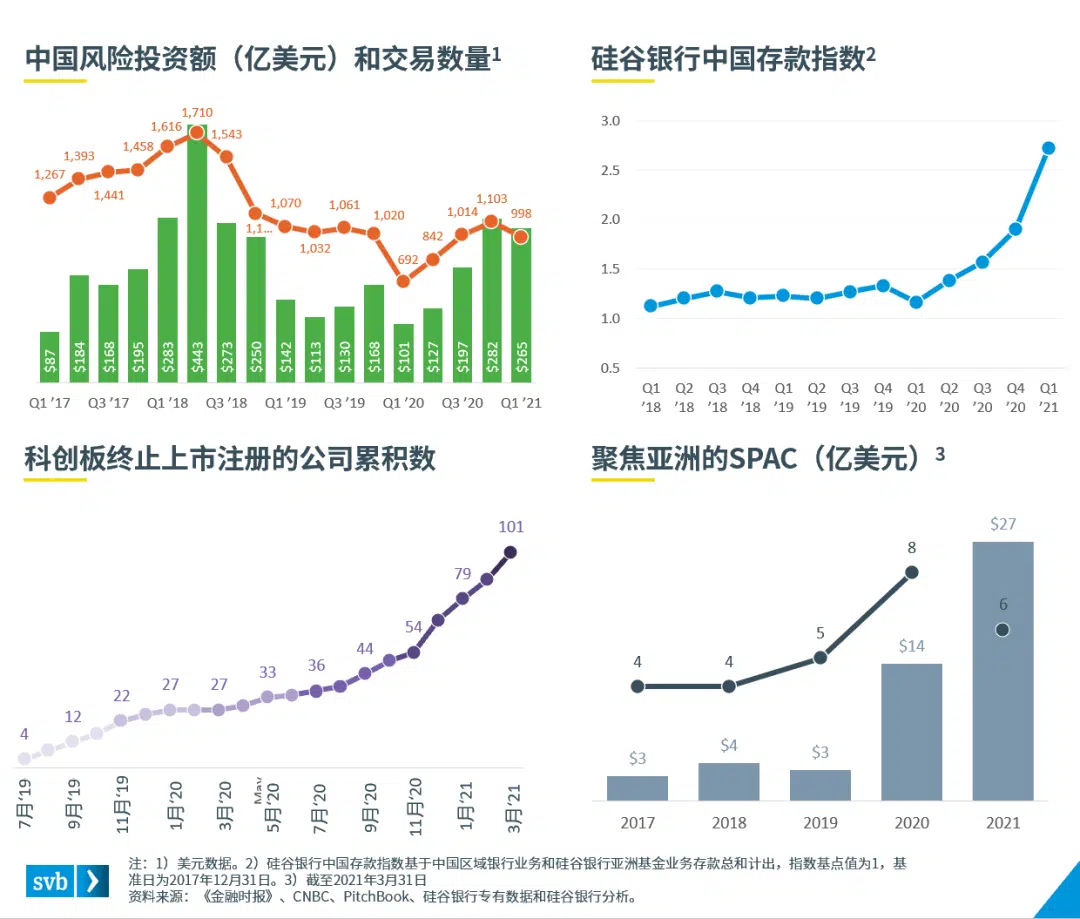 中国风险投资额（亿美元）和交易数量1
1,267
1,393
1,441
1,458
1,616
1,710
1,543
1,1...
1,070
1,032
1,061
1,020
692
842
1,014
1,103
998
$87
$184
$168
$195
$283
$443
$273
$250
$142
$113
$130
$168
$101
$127
$197
$282
$265
Q1 ’17
Q3 ’17
Q1 ’18
Q3 ’18
Q1 ’19
Q3 ’19
Q1 ’20
Q3 ’20
Q1 ’21
硅谷银行中国存款指数2
3.0
2.5
2.0
1.5
1.0
0.5
Q1 Q2 Q3 Q4 Q1 Q2 Q3 Q4 Q1 Q2 Q3 Q4 Q1
’18 ’18 ’18 ’18 ’19 ’19 ’19 ’19 ’20 ’20 ’20 ’20 ’21
科创板终止上市注册的公司累积数
4
12
22
27
27
33
36
44
54
79
101
7月‘19
9月‘19
11月‘19
1月‘20
3月‘20
May
5月‘20
7月‘20
9月‘20
11月‘20
1月‘21
3月‘21
聚焦亚洲的SPAC（亿美元）3
4
4
5
8
6
$3
$4
$3
$14
$27
2017
2018
2019
2020
2021
svb
注：1）美元数据。2）硅谷银行中国存款指数基于中国区域银行业务和硅谷银行亚洲基金业务存款总和计出，指数基点值为1，基
准日为2017年12月31日。3）截至2021年3月31日
资料来源：《金融时报》、CNBC、PitchBook、硅谷银行专有数据和硅谷银行分析。